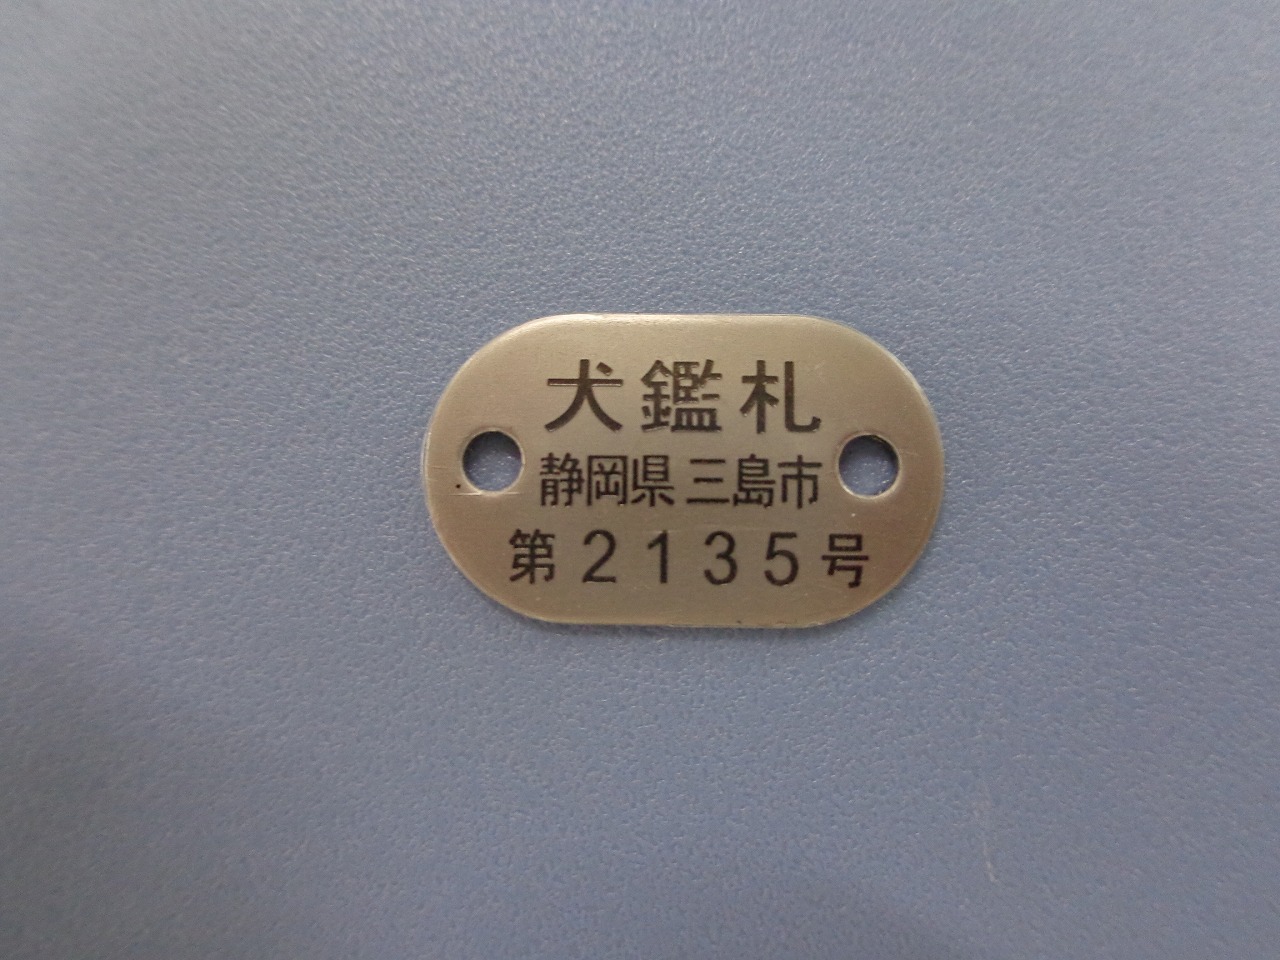 犬鑑札
静岡県 三島市
第2135号